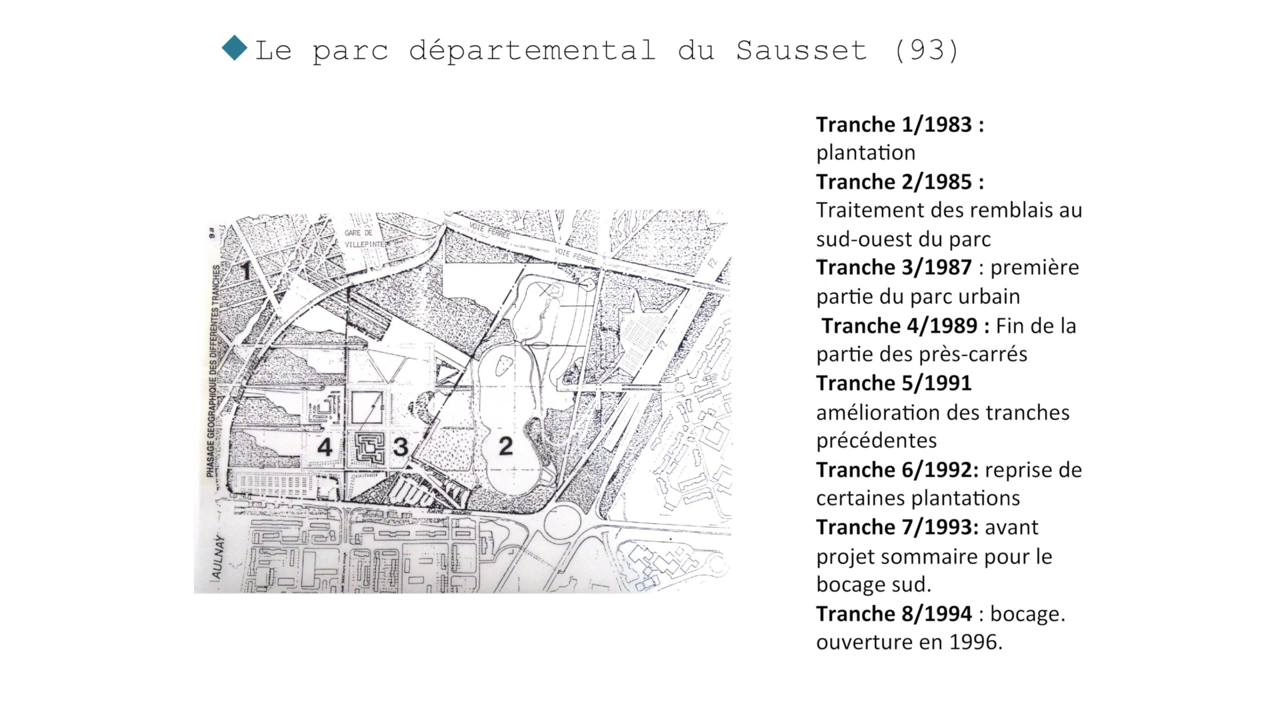 Le parc départemental du Sausset (93)
Tranche 1/1983 :
plantation
Tranche 2/1985 :
Traitement des remblais au
sud-ouest du parc
Tranche 3/1987 : première
partie du parc urbain
Tranche 4/1989 : Fin de la
partie des près-carrés
Tranche 5/1991
amélioration des tranches
précédentes
Tranche 6/1992: reprise de
certaines plantations
Tranche 7/1993: avant
projet sommaire pour le
bocage sud.
Tranche 8/1994 : bocage.
ouverture en 1996.
PHASAGE GEOGRAPHIQUE DES DIFFERENTES TRANCHES
GARE DE
VILLEPINTE
VOIE FERRÉE
VOIE FERRÉE
1
4
3
2
AULNAY